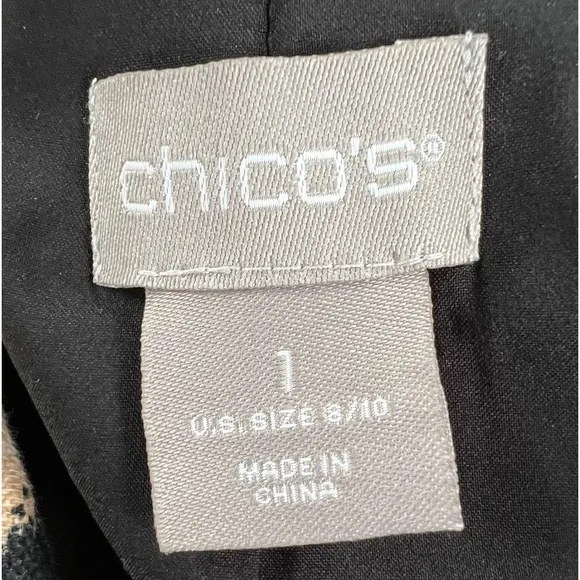 chico's®
1
U.S. SIZE 8/10
MADE IN
CHINA